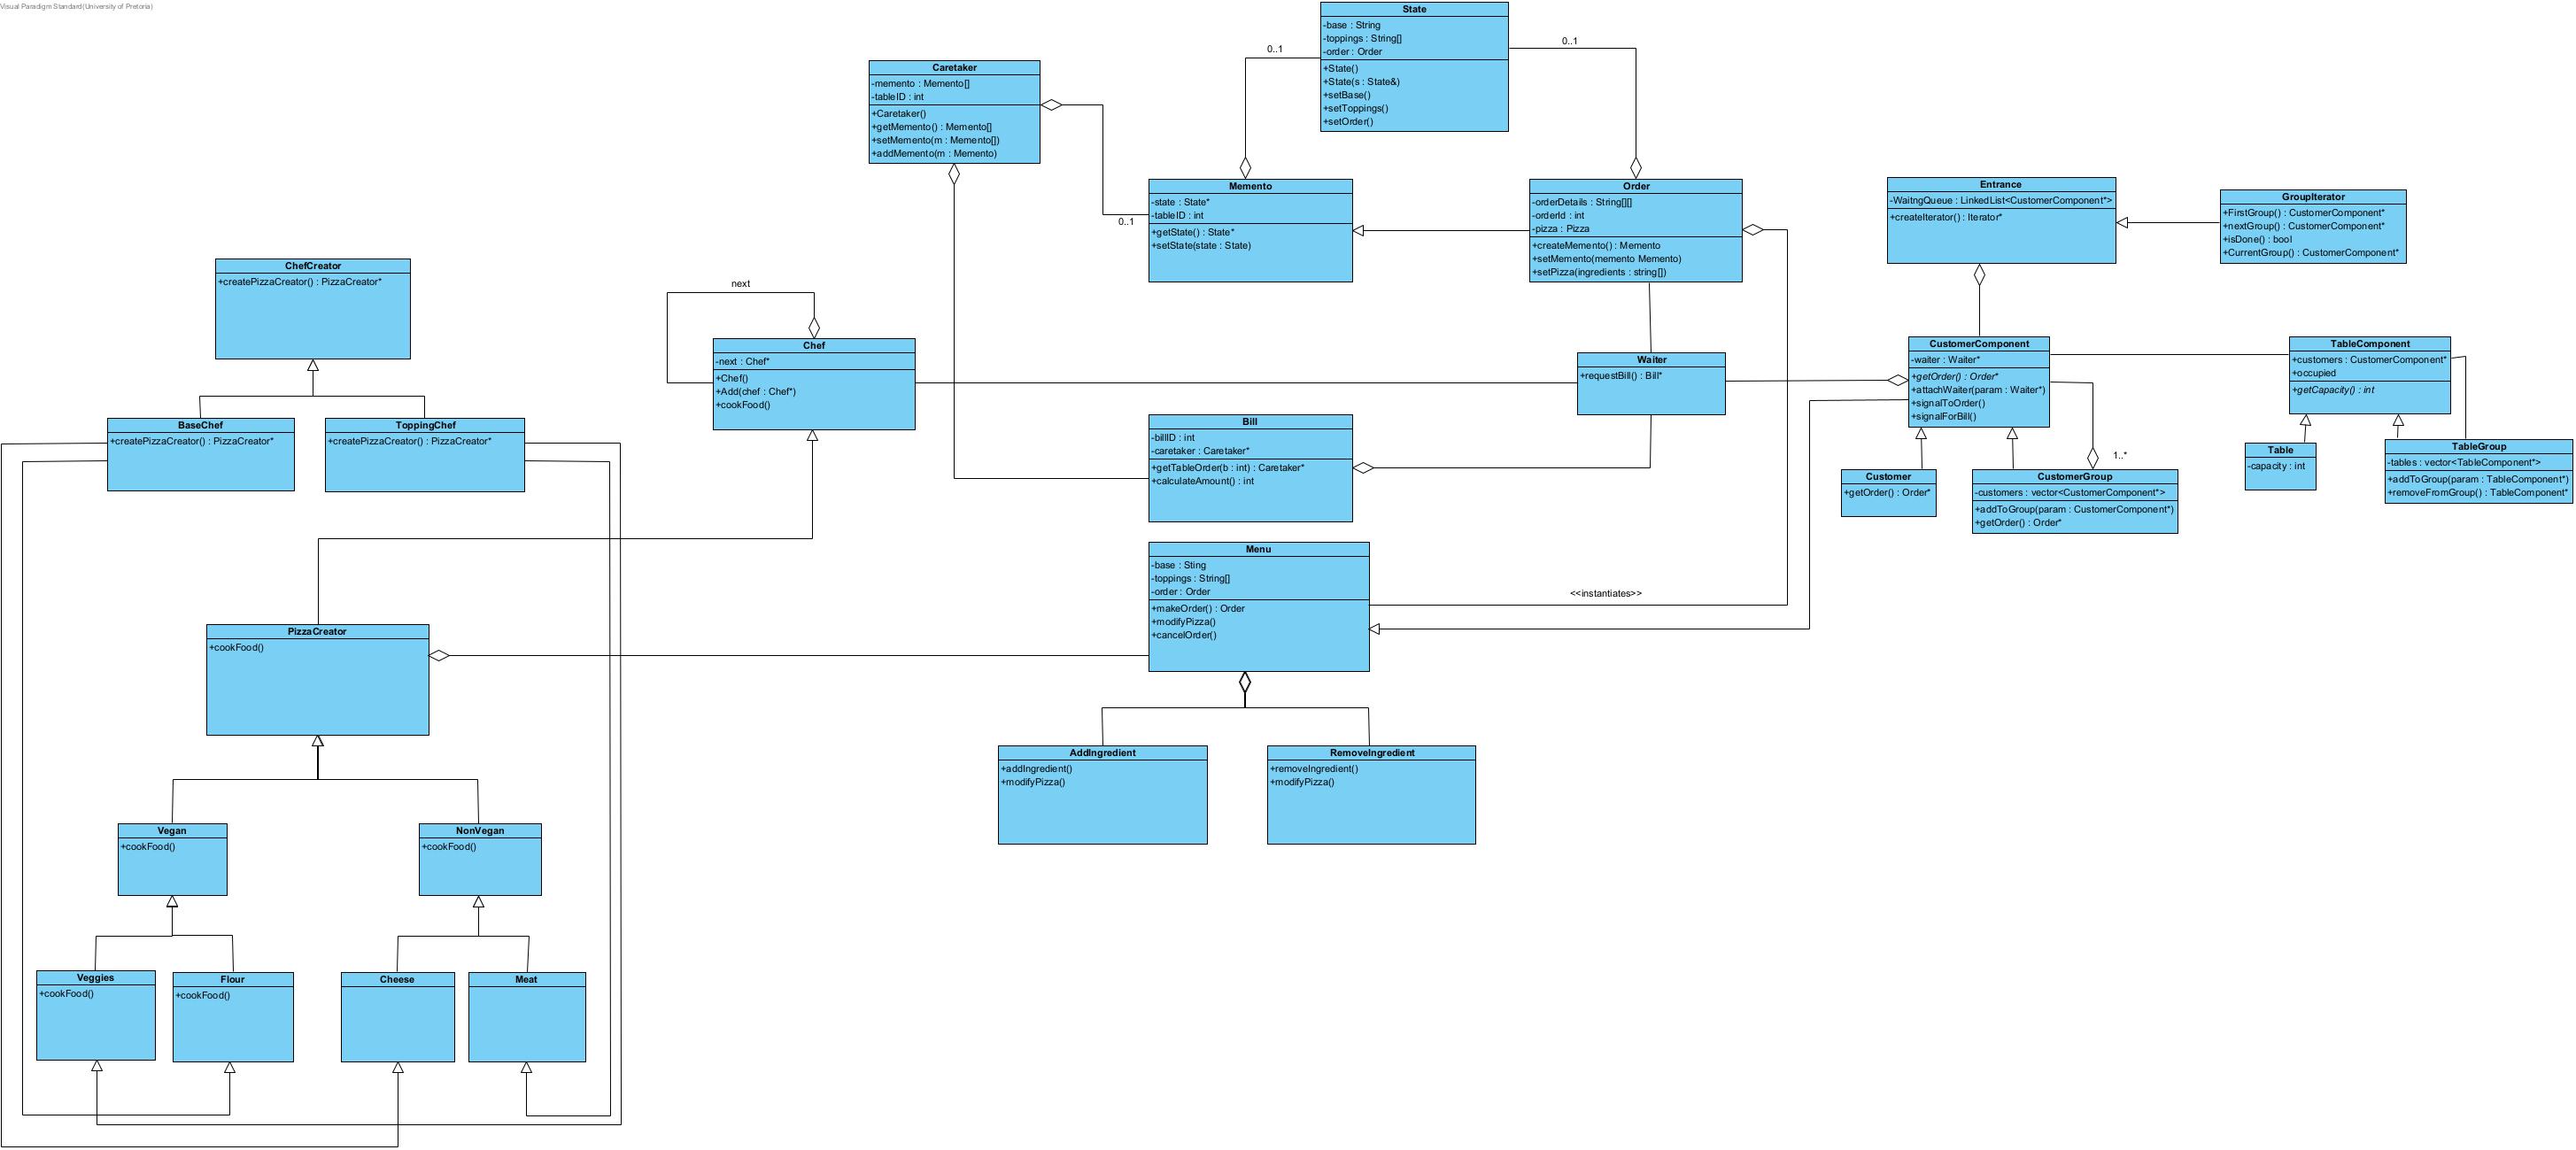 Visual Paradigm Standard(University of Pretoria)
State
-base : String
-toppings : String[]
-order : Order
+State()
+State(s : State&)
+setBase()
+setToppings()
+setOrder()
0..1
0..1
Caretaker
-memento : Memento[]
-tableID : int
+Caretaker()
+getMemento() : Memento[]
+setMemento(m : Memento[])
+addMemento(m : Memento)
0..1
Memento
-state : State*
-tableID : int
+getState() : State*
+setState(state : State)
Order
-orderDetails : String[][]
-orderId : int
-pizza : Pizza
+createMemento() : Memento
+setMemento(memento Memento)
+setPizza(ingredients : string[])
Entrance
-WaitngQueue : LinkedList<CustomerComponent*>
+createIterator() : Iterator*
GroupIterator
+FirstGroup() : CustomerComponent*
+nextGroup() : CustomerComponent*
+isDone() : bool
+CurrentGroup() : CustomerComponent*
ChefCreator
+createPizzaCreator() : PizzaCreator*
next
Chef
-next : Chef*
+Chef()
+Add(chef : Chef*)
+cookFood()
Waiter
+requestBill() : Bill*
CustomerComponent
-waiter : Waiter*
+getOrder() : Order*
+attachWaiter(param : Waiter*)
+signalToOrder()
+signalForBill()
TableComponent
+customers : CustomerComponent*
+occupied
+getCapacity() : int
BaseChef
+createPizzaCreator() : PizzaCreator*
ToppingChef
+createPizzaCreator() : PizzaCreator*
Bill
-billID : int
-caretaker : Caretaker*
+getTableOrder(b : int) : Caretaker*
+calculateAmount() : int
1..*
Customer
+getOrder() : Order*
CustomerGroup
-customers : vector<CustomerComponent*>
+addToGroup(param : CustomerComponent*)
+getOrder() : Order*
Table
-capacity : int
TableGroup
-tables : vector<TableComponent*>
+addToGroup(param : TableComponent*)
+removeFromGroup() : TableComponent*
Menu
-base : Sting
-toppings : String[]
-order : Order
+makeOrder() : Order
+modifyPizza()
+cancelOrder()
<<instantiates>>
PizzaCreator
+cookFood()
AddIngredient
+addIngredient()
+modifyPizza()
RemoveIngredient
+removeIngredient()
+modifyPizza()
Vegan
+cookFood()
NonVegan
+cookFood()
Veggies
+cookFood()
Flour
+cookFood()
Cheese
Meat